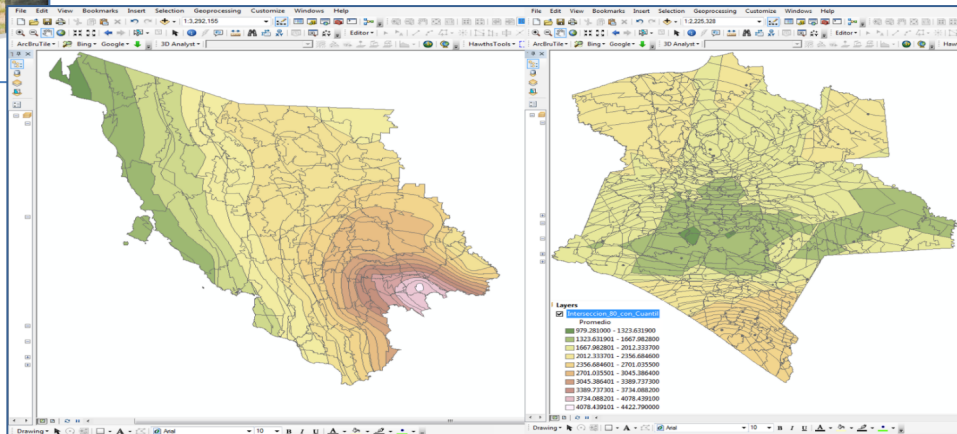 File Edit View Bookmarks Insert Selection Geoprocessing Customize Windows Help
1:3,292,155
Editor
ArcBruTile Bing Google 3D Analyst HawthsTools
Drawing Arial 10 B I U A
File Edit View Bookmarks Insert Selection Geoprocessing Customize Windows Help
1:2,225,328
Editor
ArcBruTile Bing Google 3D Analyst
Layers
Interseccion_80_con_Cuantil
Promedio
979.281000 - 1323.631900
1323.631901 - 1667.982800
1667.982801 - 2012.333700
2012.333701 - 2356.684600
2356.684601 - 2701.035500
2701.035501 - 3045.386400
3045.386401 - 3389.737300
3389.737301 - 3734.088200
3734.088201 - 4078.439100
4078.439101 - 4422.790000
Drawing Arial 10 B I U A